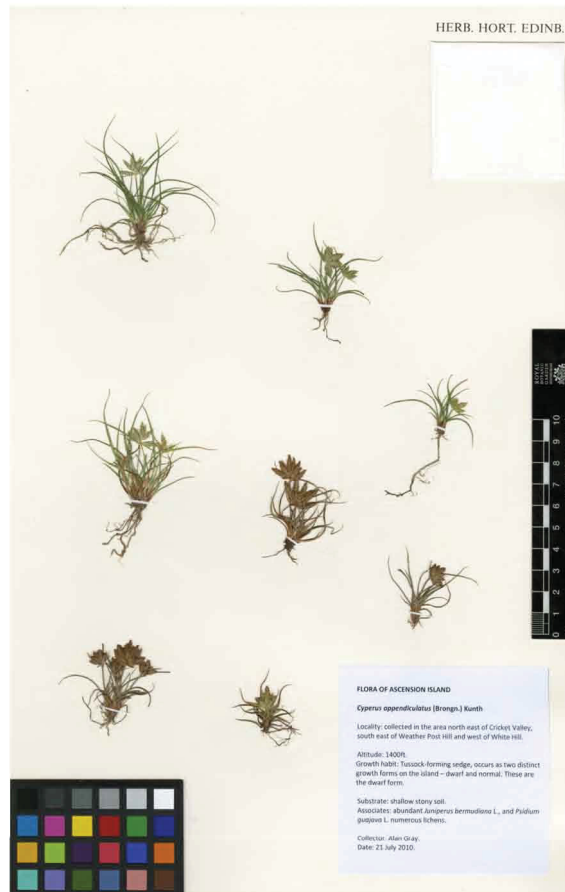 HERB. HORT. EDINB.
ROYAL
BOTANIC
GARDEN
EDINBURGH
10
9
8
7
6
5
4
3
2
1
0
FLORA OF ASCENSION ISLAND
Cyperus appendiculatus (Brongn.) Kunth
Locality: collected in the area north east of Cricket Valley,
south east of Weather Post Hill and west of White Hill.
Altitude: 1400ft.
Growth habit: Tussock-forming sedge, occurs as two distinct
growth forms on the island – dwarf and normal. These are
the dwarf form.
Substrate: shallow stony soil.
Associates: abundant Juniperus bermudiana L., and Psidium
guajava L. numerous lichens.
Collector: Alan Gray.
Date: 21 July 2010.